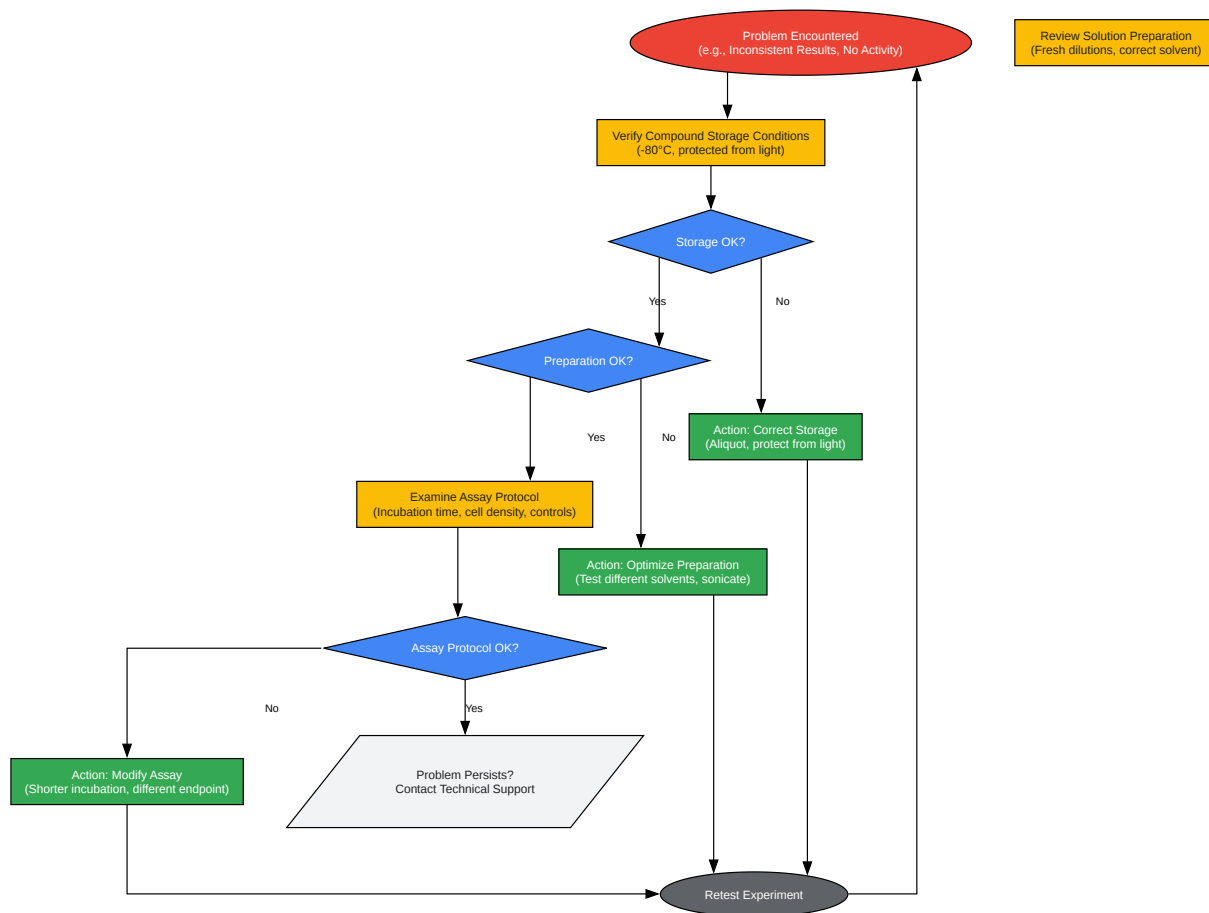 Problem Encountered
(e.g., Inconsistent Results, No Activity)
Review Solution Preparation
(Fresh dilutions, correct solvent)
Verify Compound Storage Conditions
(-80°C, protected from light)
Storage OK?
Yes
No
Preparation OK?
Yes
No
Action: Correct Storage
(Aliquot, protect from light)
Examine Assay Protocol
(Incubation time, cell density, controls)
Action: Optimize Preparation
(Test different solvents, sonicate)
Assay Protocol OK?
No
Yes
Action: Modify Assay
(Shorter incubation, different endpoint)
Problem Persists?
Contact Technical Support
Retest Experiment